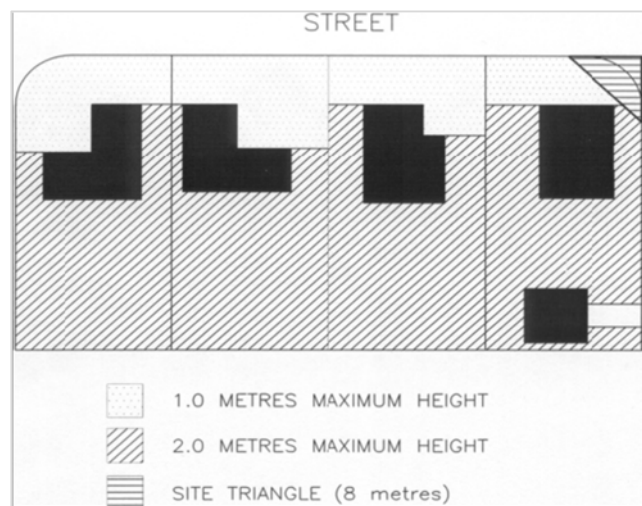 STREET
1.0 METRES MAXIMUM HEIGHT
2.0 METRES MAXIMUM HEIGHT
SITE TRIANGLE (8 metres)